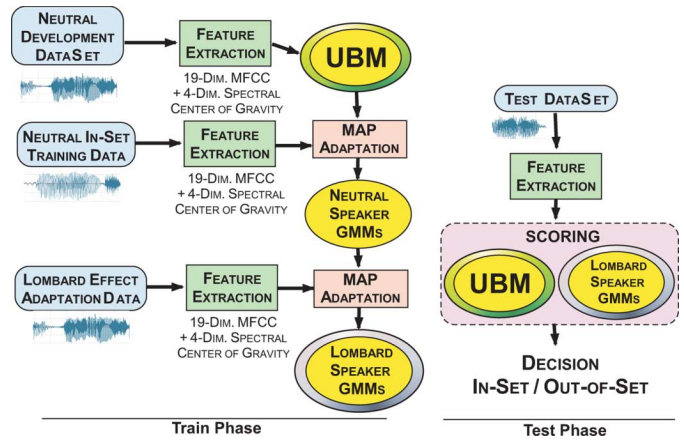 NEUTRAL
DEVELOPMENT
DATASET
FEATURE
EXTRACTION
19-DIM. MFCC
+ 4-DIM. SPECTRAL
CENTER OF GRAVITY
UBM
NEUTRAL IN-SET
TRAINING DATA
FEATURE
EXTRACTION
19-DIM. MFCC
+ 4-DIM. SPECTRAL
CENTER OF GRAVITY
MAP
ADAPTATION
NEUTRAL
SPEAKER
GMMS
LOMBARD EFFECT
ADAPTATION DATA
FEATURE
EXTRACTION
19-DIM. MFCC
+ 4-DIM. SPECTRAL
CENTER OF GRAVITY
MAP
ADAPTATION
LOMBARD
SPEAKER
GMMS
Train Phase
TEST DATASET
FEATURE
EXTRACTION
SCORING
UBM
LOMBARD
SPEAKER
GMMS
DECISION
IN-SET / OUT-OF-SET
Test Phase